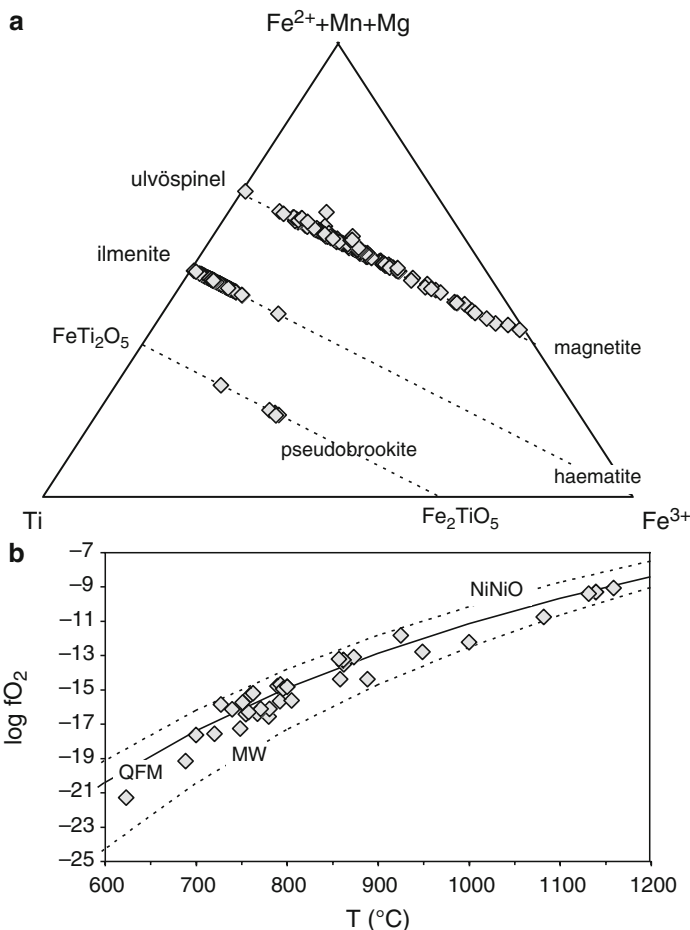 a
Fe²⁺+Mn+Mg
ulvöspinel
ilmenite
FeTi₂O₅
magnetite
pseudobrookite
haematite
Ti
Fe₂TiO₅
Fe³⁺
b
–7
–9
–11
–13
–15
–17
–19
–21
–23
–25
log fO₂
NiNiO
MW
QFM
600 700 800 900 1000 1100 1200
T (°C)